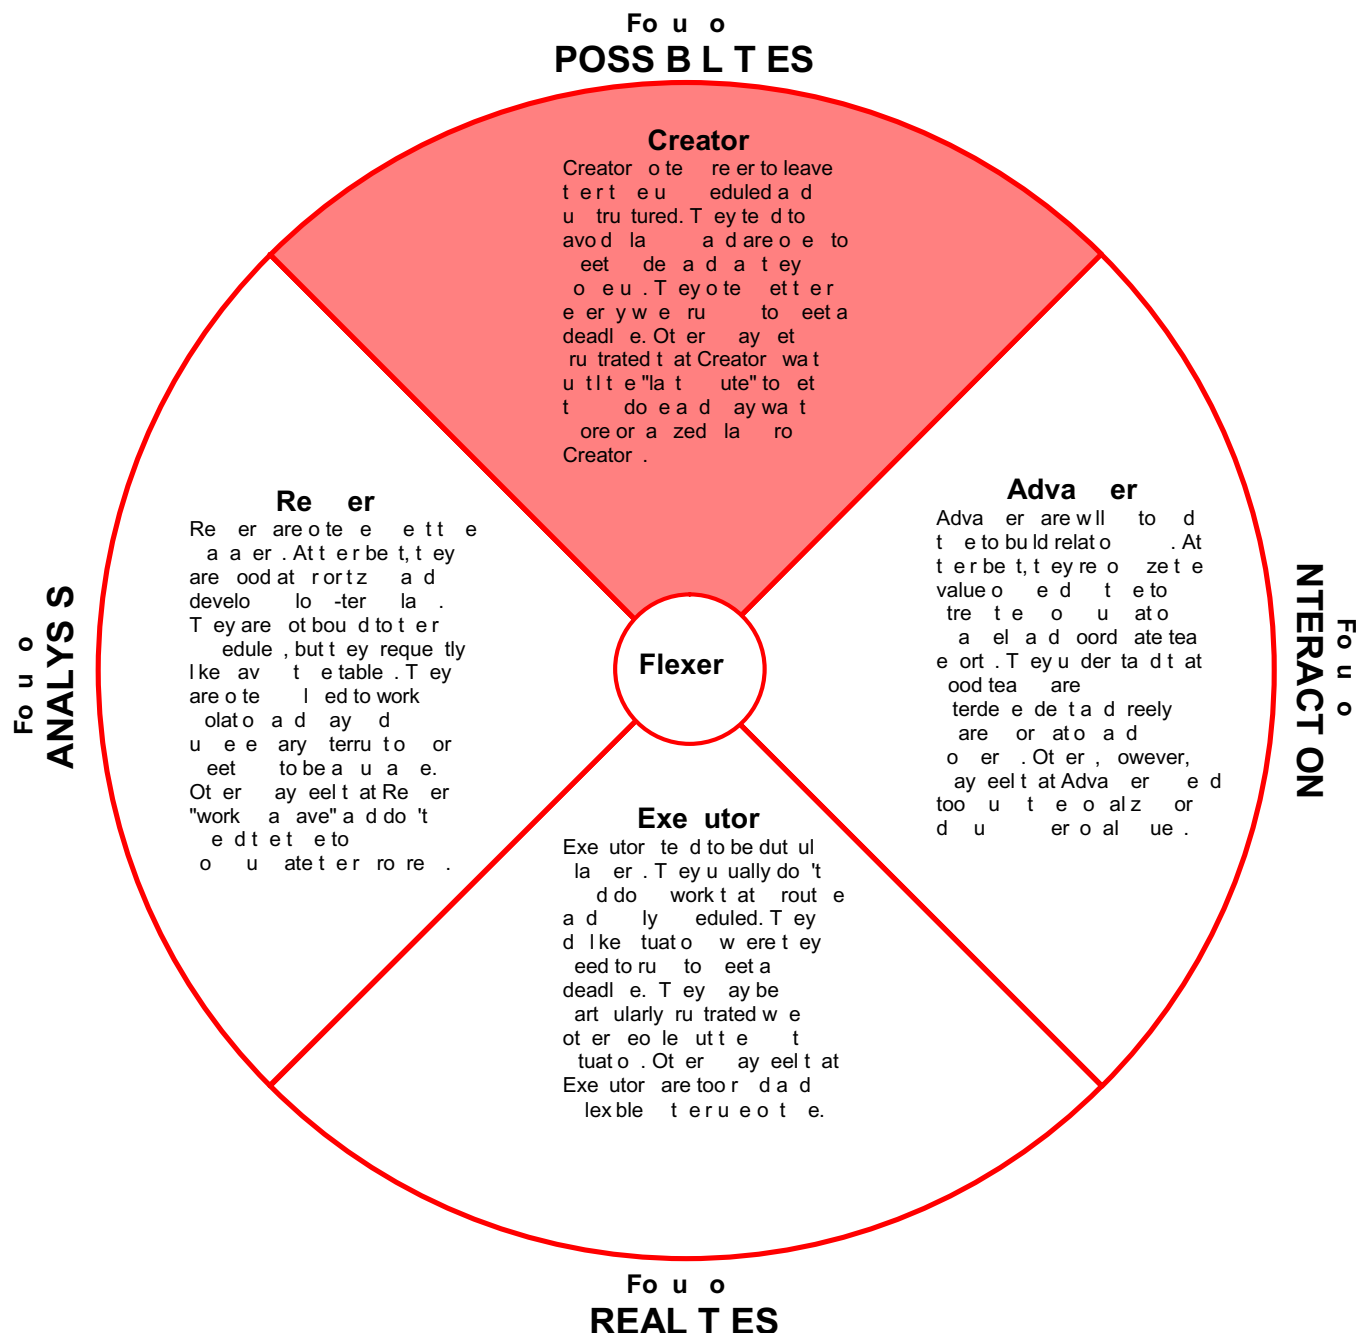 Fo u o
POSS B L T ES
Creator
Creator o te re er to leave
t er t e u eduled a d
u tru tured. T ey te d to
avo d la a d are o e to
eet de a d a t ey
o e u . T ey o te et t er
e er y w e ru to eet a
deadl e. Ot er ay et
ru trated t at Creator wa t
u t l t e "la t ute" to et
t do e a d ay wa t
ore or a zed la ro
Creator .
Re er
Re er are o te e e t t e
a a er . At t er be t, t ey
are ood at r or t z a d
develo lo -ter la .
T ey are ot bou d to t er
edule , but t ey reque tly
l ke av t e table . T ey
are o te l ed to work
olat o a d ay d
u e e ary terru t o or
eet to be a u a e.
Ot er ay eel t at Re er
"work a ave" a d do 't
e d t e t e to
o u ate t e r ro re .
Adva er
Adva er are w ll to d
t e to bu ld relat o . At
t er be t, t ey re o ze t e
value o e d t e to
tre t e o u at o
a el a d oord ate tea
e ort . T ey u der ta d t at
ood tea are
terde e de t a d reely
are or at o a d
o er . Ot er , owever,
ay eel t at Adva er e d
too u t e o al z or
d u er o al ue .
Flexer
Exe utor
Exe utor te d to be dut ul
la er . T ey u ually do 't
d do work t at rout e
a d ly eduled. T ey
d l ke tuat o w ere t ey
eed to ru to eet a
deadl e. T ey ay be
art ularly ru trated w e
ot er eo le ut t e t
tuat o . Ot er ay eel t at
Exe utor are too r d a d
lex ble t e r u e o t e.
Fo u o
ANALYS S
Fo u o
NTERACT ON
Fo u o
REAL T ES